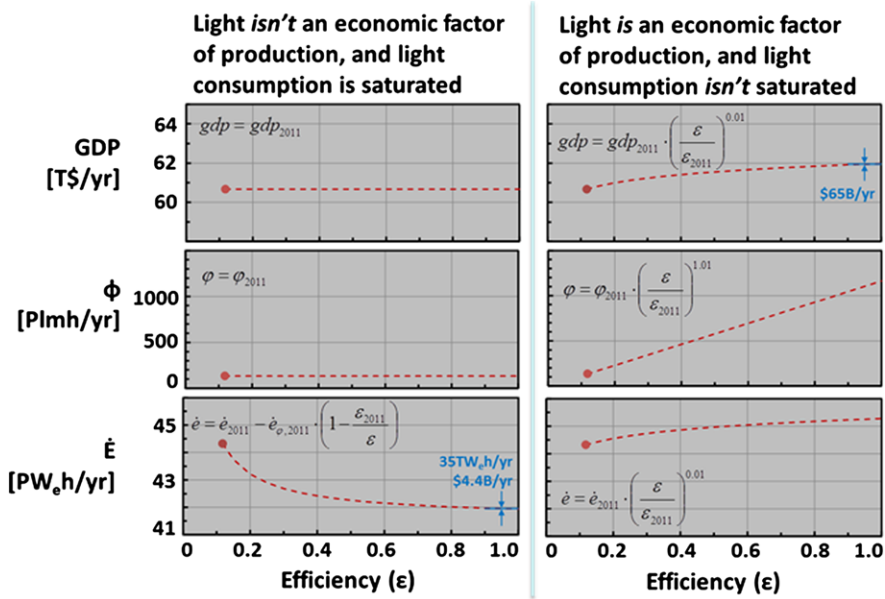 Light isn't an economic factor
of production, and light
consumption is saturated
Light is an economic factor
of production, and light
consumption isn't saturated
GDP
[T$/yr]
64
62
60
gdp = gdp2011
gdp = gdp2011 · (ε/ε2011)^0.01
$65B/yr
ϕ
[Plmh/yr]
1000
500
0
φ = φ2011
φ = φ2011 · (ε/ε2011)^1.01
Ė
[PWeh/yr]
45
43
41
ė = ė2011 − ėφ,2011 · (1 − ε2011/ε)
35TWeh/yr
$4.4B/yr
ė = ė2011 · (ε/ε2011)^0.01
0 0.2 0.4 0.6 0.8 1.0
0 0.2 0.4 0.6 0.8 1.0
Efficiency (ε)
Efficiency (ε)